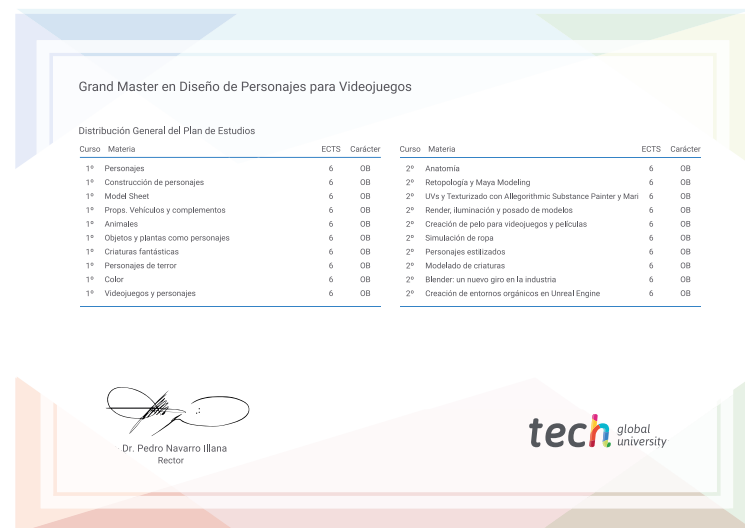 Grand Master en Diseño de Personajes para Videojuegos
Distribución General del Plan de Estudios
Curso Materia ECTS Carácter
1º Personajes 6 OB
1º Construcción de personajes 6 OB
1º Model Sheet 6 OB
1º Props. Vehículos y complementos 6 OB
1º Animales 6 OB
1º Objetos y plantas como personajes 6 OB
1º Criaturas fantásticas 6 OB
1º Personajes de terror 6 OB
1º Color 6 OB
1º Videojuegos y personajes 6 OB
Curso Materia ECTS Carácter
2º Anatomía 6 OB
2º Retopología y Maya Modeling 6 OB
2º UVs y Texturizado con Allegorithmic Substance Painter y Mari 6 OB
2º Render, iluminación y posado de modelos 6 OB
2º Creación de pelo para videojuegos y películas 6 OB
2º Simulación de ropa 6 OB
2º Personajes estilizados 6 OB
2º Modelado de criaturas 6 OB
2º Blender: un nuevo giro en la industria 6 OB
2º Creación de entornos orgánicos en Unreal Engine 6 OB
Dr. Pedro Navarro Illana
Rector
tech global
university